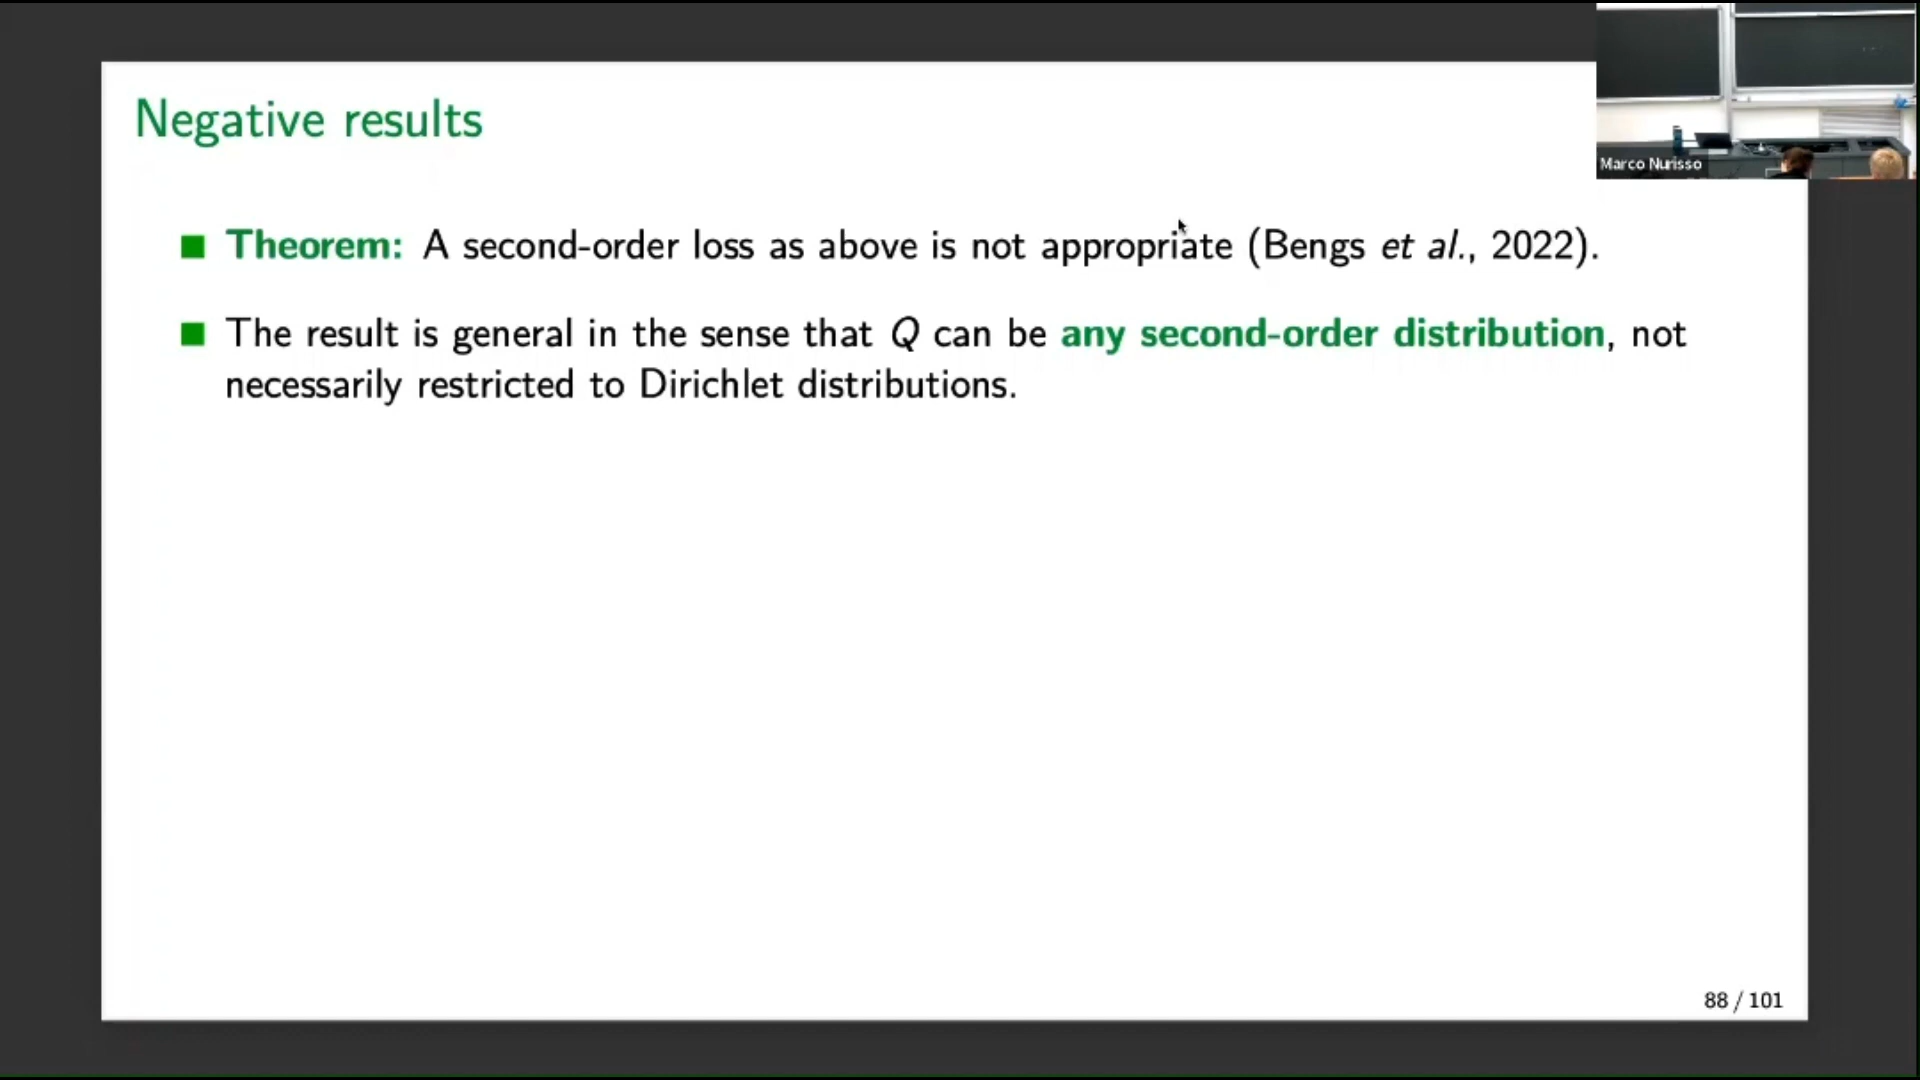 Negative results
Marco Nurisso
Theorem: A second-order loss as above is not appropriate (Bengs et al., 2022).
The result is general in the sense that Q can be any second-order distribution, not
necessarily restricted to Dirichlet distributions.
88 / 101